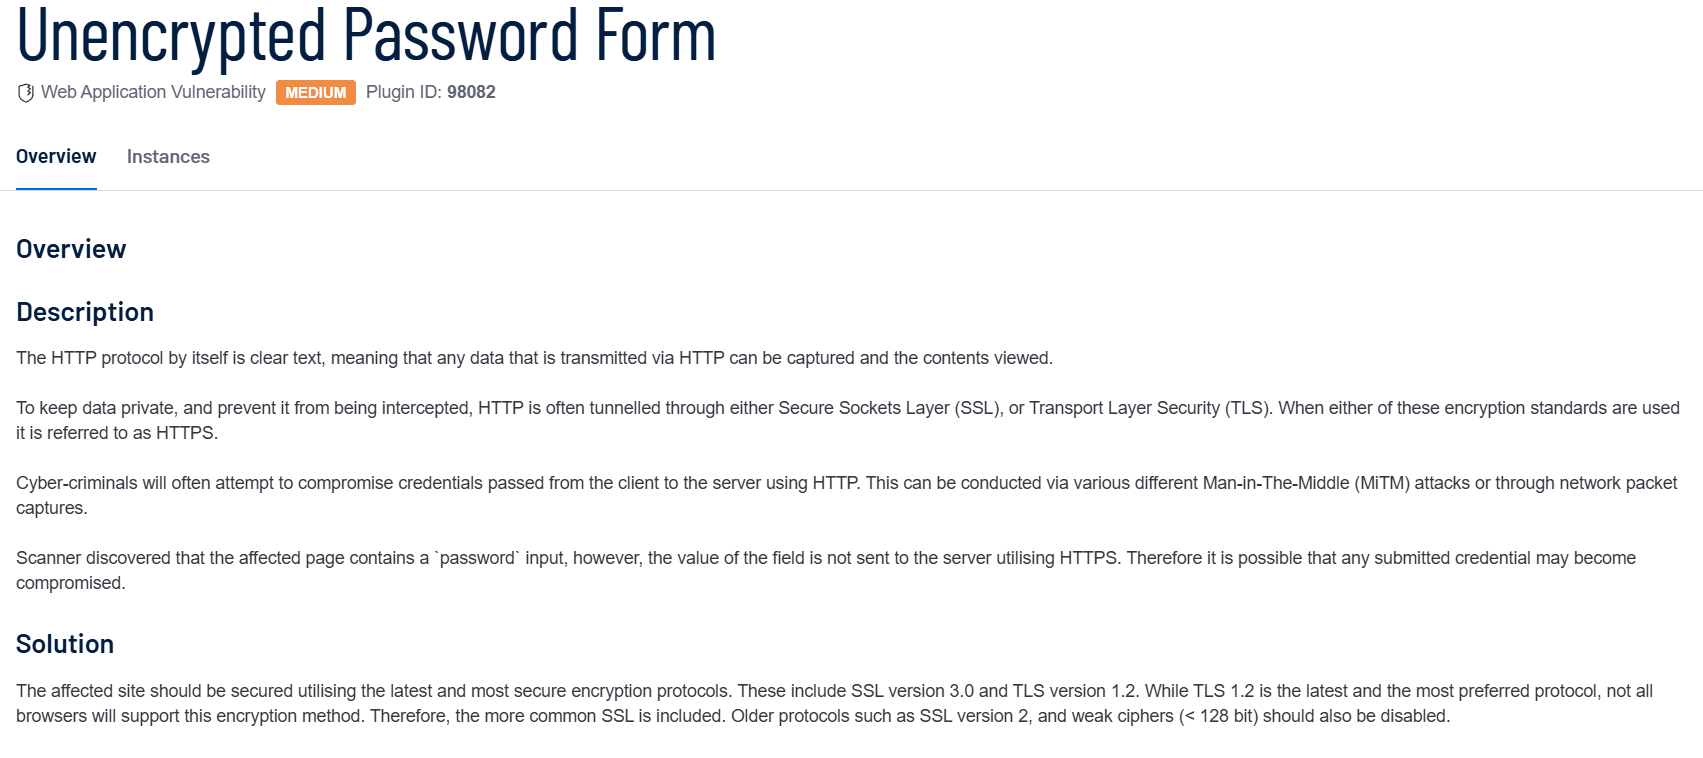 Unencrypted Password Form
Web Application Vulnerability MEDIUM Plugin ID: 98082
Overview Instances
Overview
Description
The HTTP protocol by itself is clear text, meaning that any data that is transmitted via HTTP can be captured and the contents viewed.
To keep data private, and prevent it from being intercepted, HTTP is often tunnelled through either Secure Sockets Layer (SSL), or Transport Layer Security (TLS). When either of these encryption standards are used
it is referred to as HTTPS.
Cyber-criminals will often attempt to compromise credentials passed from the client to the server using HTTP. This can be conducted via various different Man-in-The-Middle (MiTM) attacks or through network packet
captures.
Scanner discovered that the affected page contains a `password` input, however, the value of the field is not sent to the server utilising HTTPS. Therefore it is possible that any submitted credential may become
compromised.
Solution
The affected site should be secured utilising the latest and most secure encryption protocols. These include SSL version 3.0 and TLS version 1.2. While TLS 1.2 is the latest and the most preferred protocol, not all
browsers will support this encryption method. Therefore, the more common SSL is included. Older protocols such as SSL version 2, and weak ciphers (< 128 bit) should also be disabled.